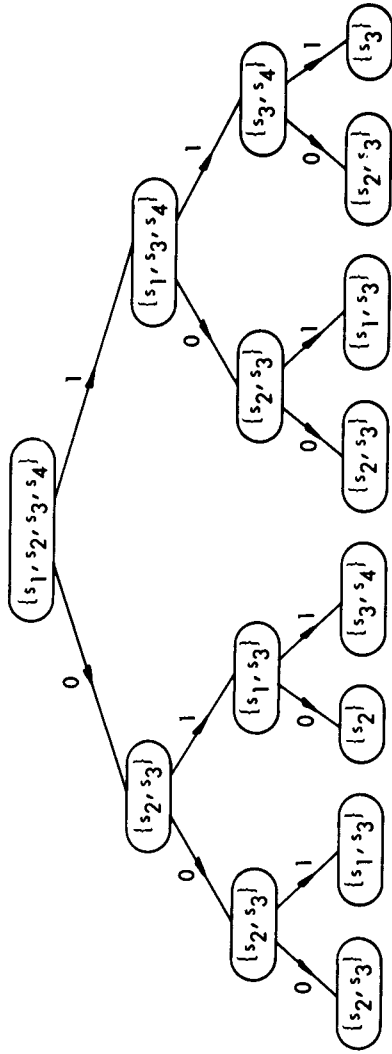 {s₁, s₂, s₃, s₄}
0 1
{s₂, s₃} {s₁, s₃, s₄}
0 1 0 1
{s₂, s₃} {s₁, s₃} {s₂, s₃} {s₃, s₄}
0 1 0 1 0 1 0 1
{s₂, s₃} {s₁, s₃} {s₂} {s₃, s₄} {s₂, s₃} {s₁, s₃} {s₂, s₃} {s₃}